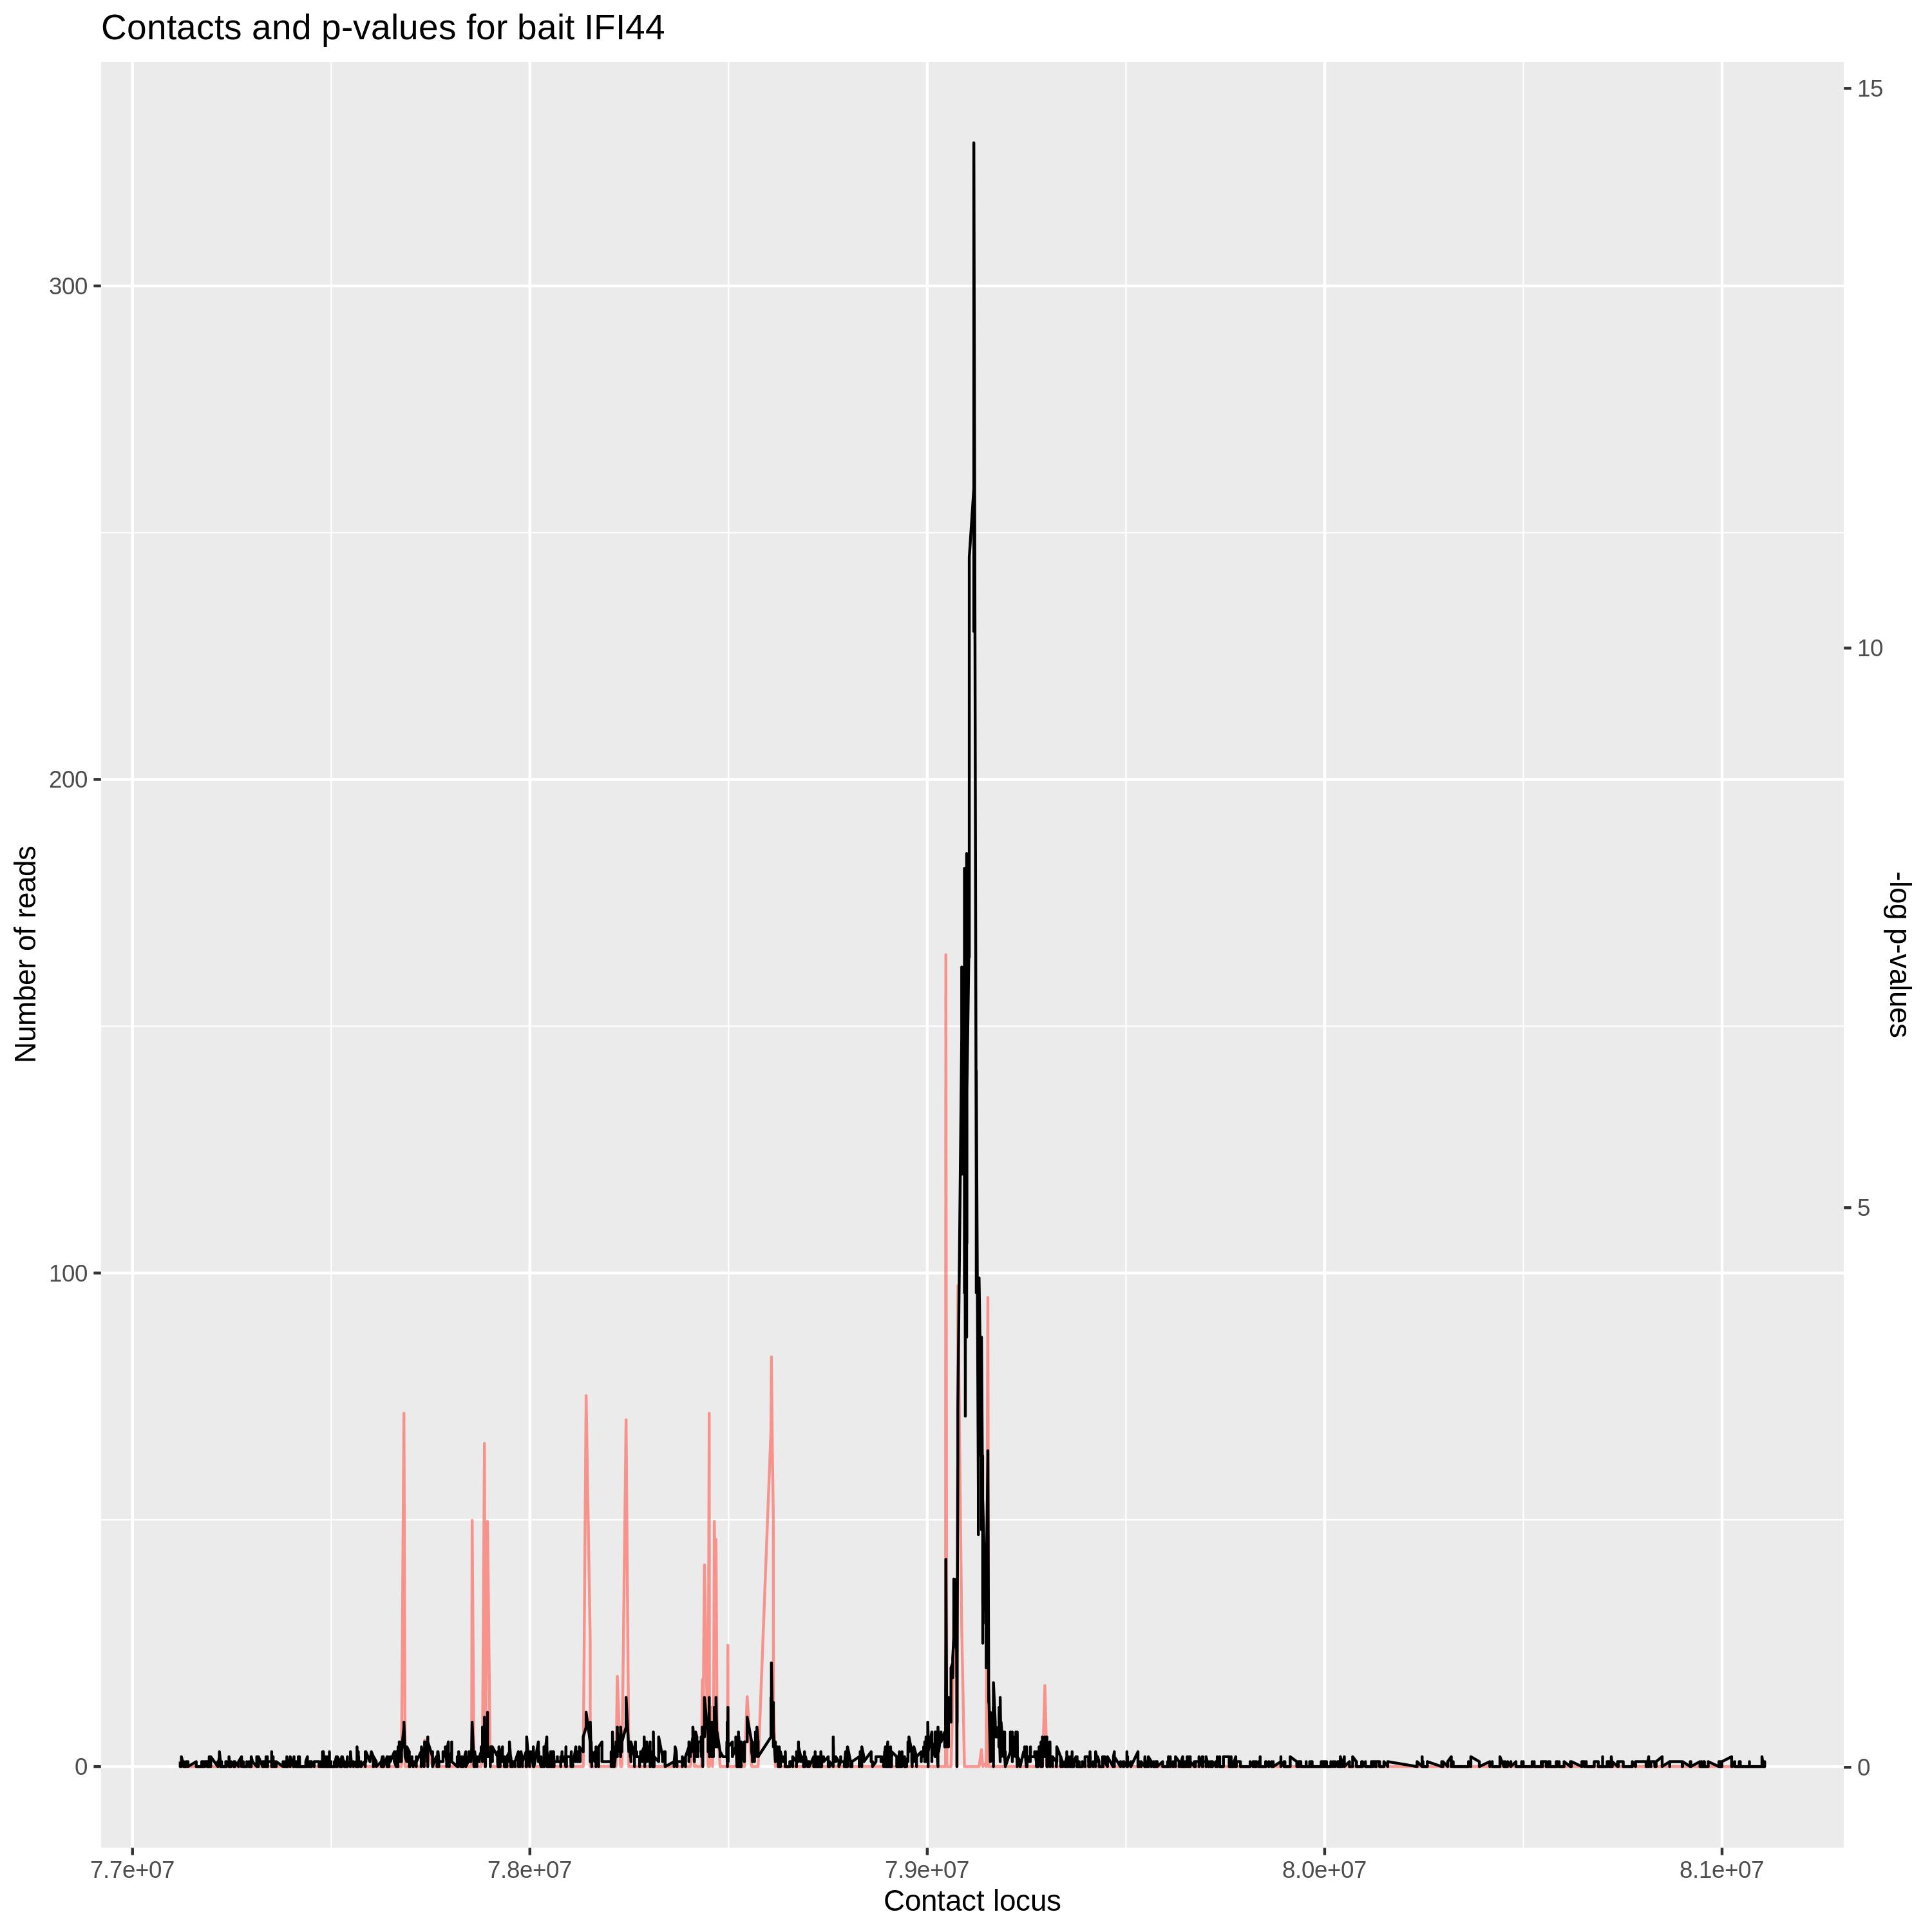 Contacts and p-values for bait IFI44
Number of reads
300
200
100
0
15
10
5
0
-log p-values
7.7e+07 7.8e+07 7.9e+07 8.0e+07 8.1e+07
Contact locus